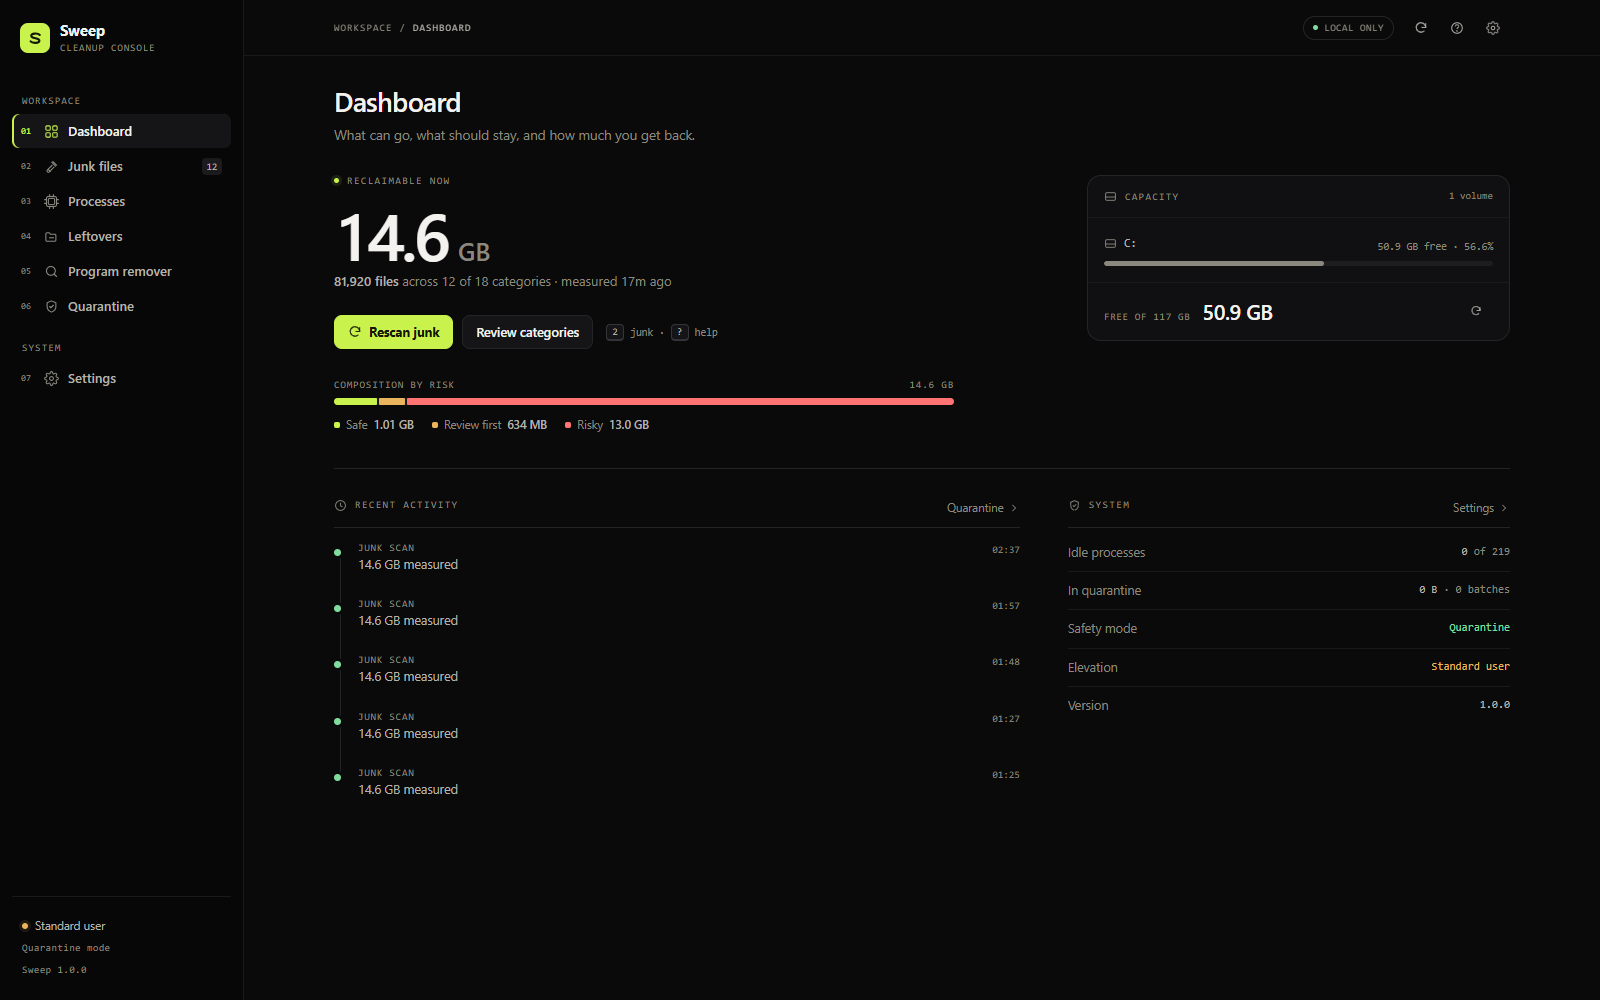 S
Sweep
CLEANUP CONSOLE
WORKSPACE
01 Dashboard
02 Junk files 12
03 Processes
04 Leftovers
05 Program remover
06 Quarantine
SYSTEM
07 Settings
Standard user
Quarantine mode
Sweep 1.0.0
WORKSPACE / DASHBOARD
LOCAL ONLY
Dashboard
What can go, what should stay, and how much you get back.
RECLAIMABLE NOW
14.6 GB
81,920 files across 12 of 18 categories · measured 17m ago
Rescan junk
Review categories
2 junk · ? help
COMPOSITION BY RISK 14.6 GB
Safe 1.01 GB Review first 634 MB Risky 13.0 GB
CAPACITY 1 volume
C: 50.9 GB free · 56.6%
FREE OF 117 GB 50.9 GB
RECENT ACTIVITY Quarantine
JUNK SCAN 02:37
14.6 GB measured
JUNK SCAN 01:57
14.6 GB measured
JUNK SCAN 01:48
14.6 GB measured
JUNK SCAN 01:27
14.6 GB measured
JUNK SCAN 01:25
14.6 GB measured
SYSTEM Settings
Idle processes 0 of 219
In quarantine 0 B · 0 batches
Safety mode Quarantine
Elevation Standard user
Version 1.0.0